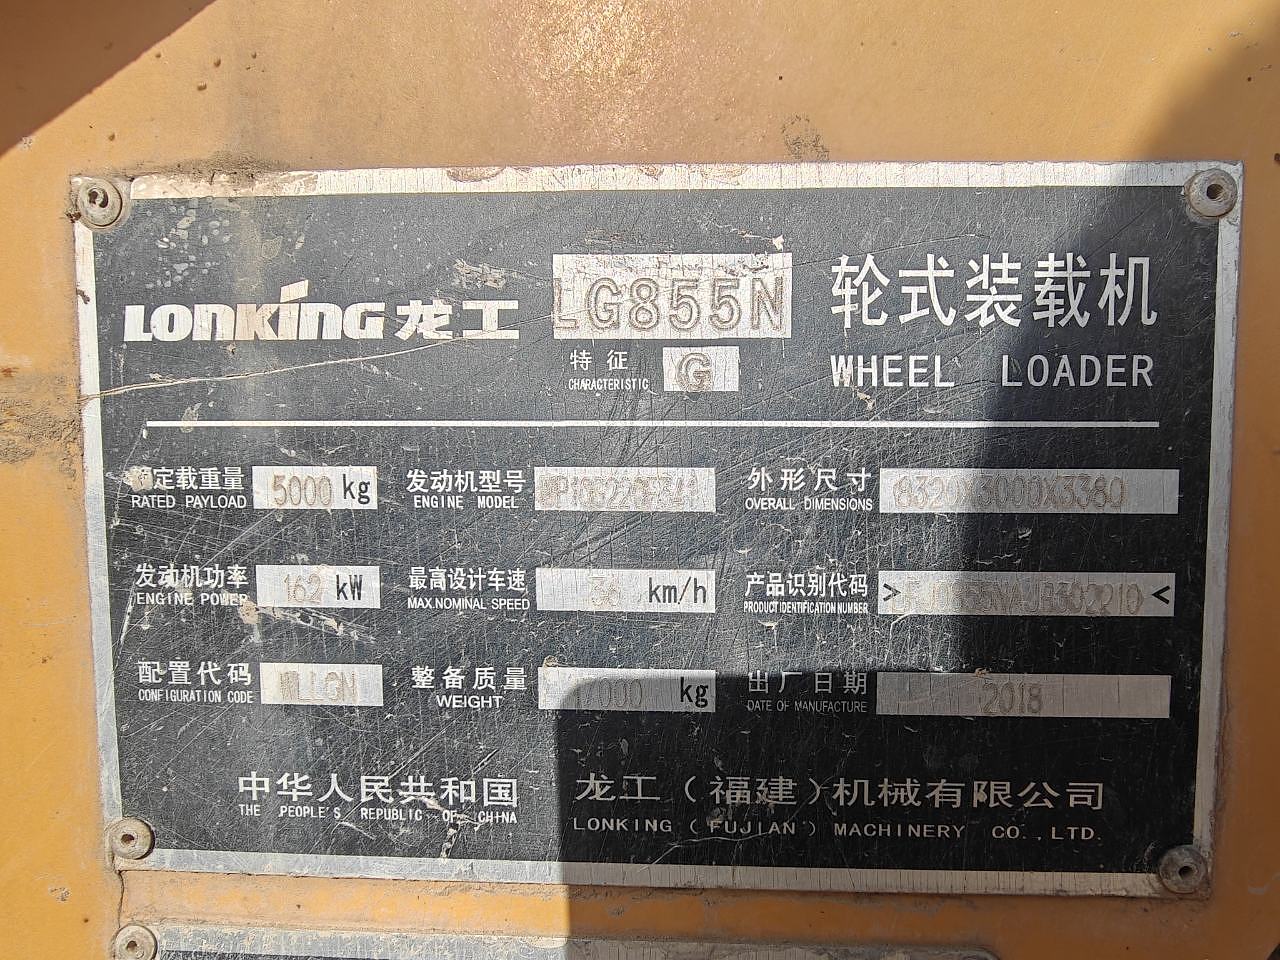 LONKING 龙工 LG855N 轮式装载机
特征 CHARACTERISTIC G WHEEL LOADER
额定载重量 RATED PAYLOAD 5000 kg
发动机型号 ENGINE MODEL
外形尺寸 OVERALL DIMENSIONS 8320X3000X3380
发动机功率 ENGINE POWER 162 kW
最高设计车速 MAX.NOMINAL SPEED 36 km/h
产品识别代码 PRODUCT IDENTIFICATION NUMBER > <
配置代码 CONFIGURATION CODE WLLGN
整备质量 WEIGHT kg
出厂日期 DATE OF MANUFACTURE 2018
中华人民共和国 龙工（福建）机械有限公司
THE PEOPLE'S REPUBLIC OF CHINA LONKING (FUJIAN) MACHINERY CO.,LTD.